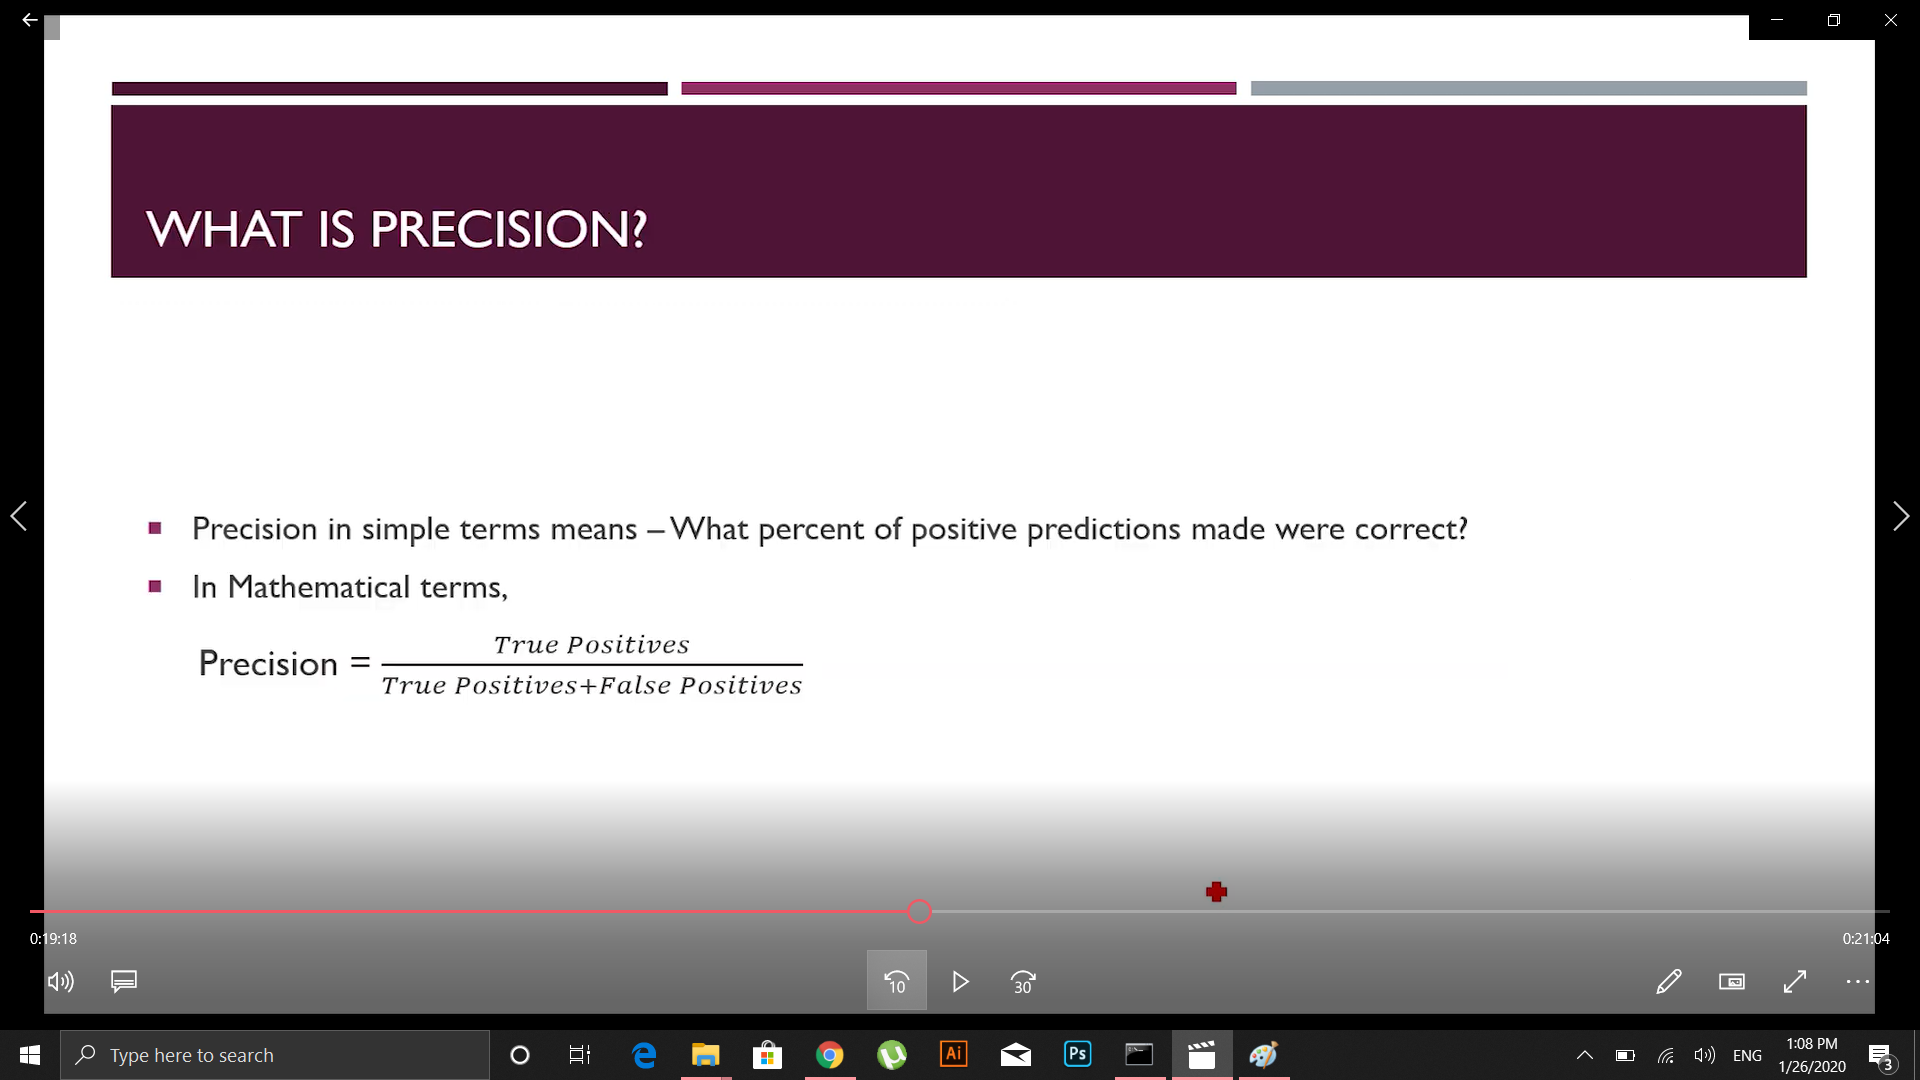 WHAT IS PRECISION?
▪ Precision in simple terms means – What percent of positive predictions made were correct?
▪ In Mathematical terms,
Precision = True Positives / True Positives+False Positives
0:19:18
0:21:04
10
30
Type here to search
Ai
Ps
ENG
1:08 PM
1/26/2020
3